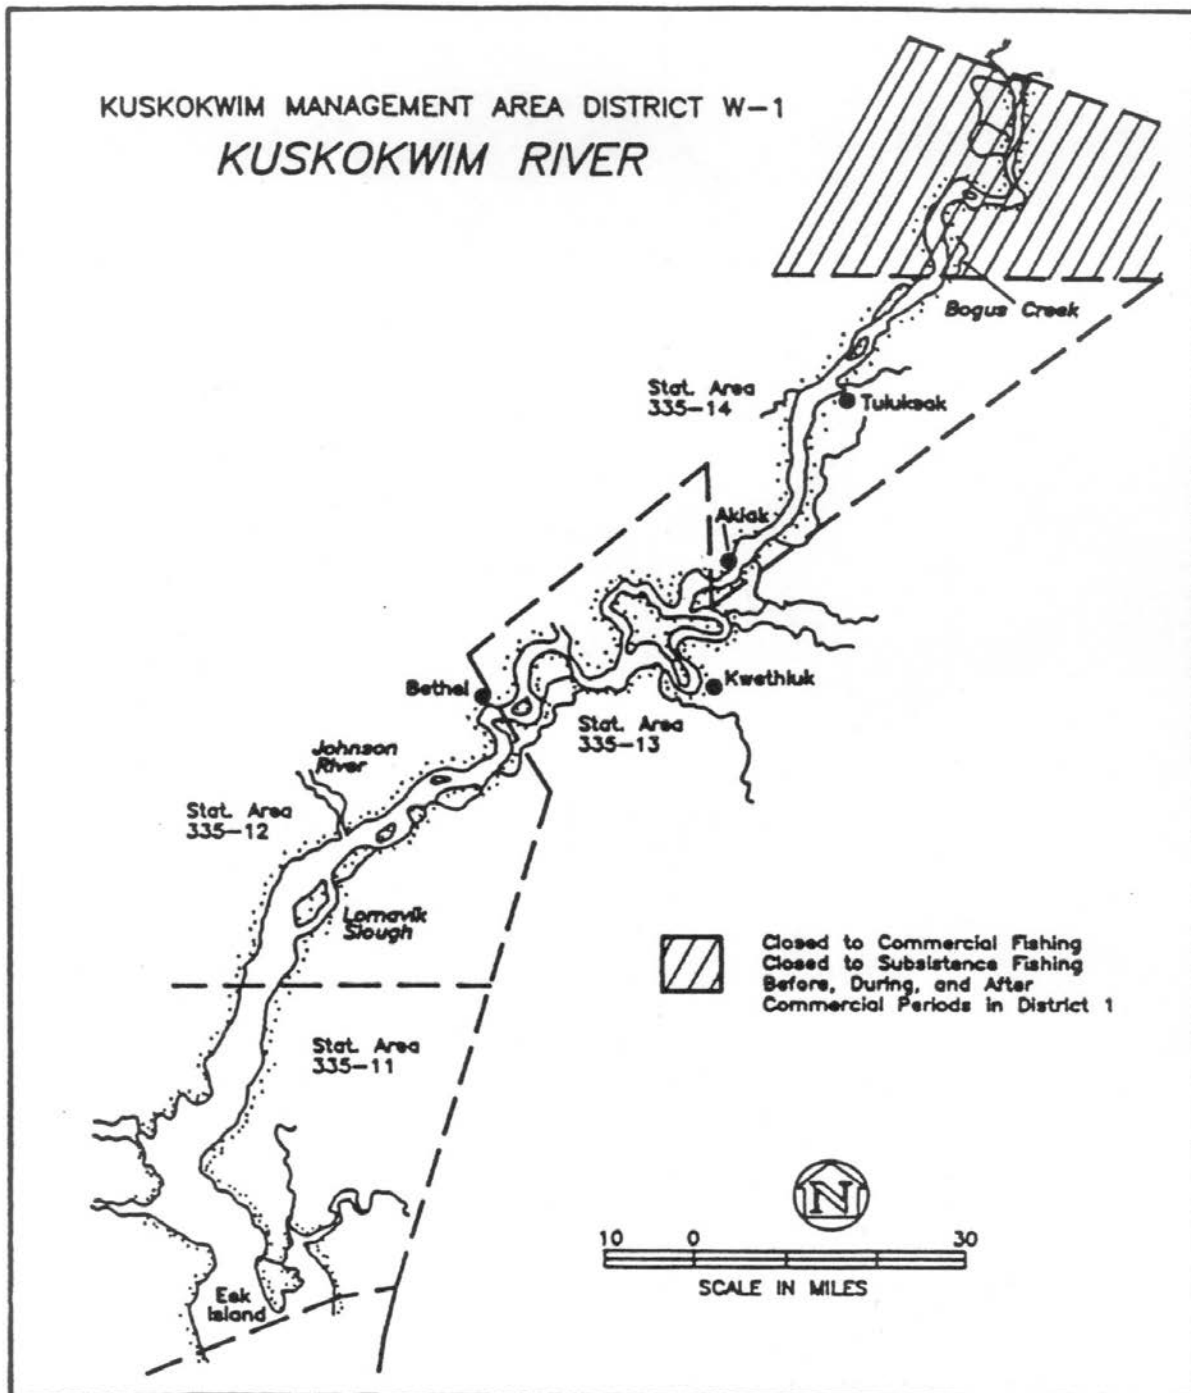 KUSKOKWIM MANAGEMENT AREA DISTRICT W-1
KUSKOKWIM RIVER
Bogus Creek
Stat. Area
335-14
Tuluksak
Akiak
Bethel
Kwethluk
Stat. Area
335-13
Johnson
River
Stat. Area
335-12
Lomavik
Slough
Closed to Commercial Fishing
Closed to Subsistence Fishing
Before, During, and After
Commercial Periods in District 1
Stat. Area
335-11
N
10 0 30
SCALE IN MILES
Eek
Island